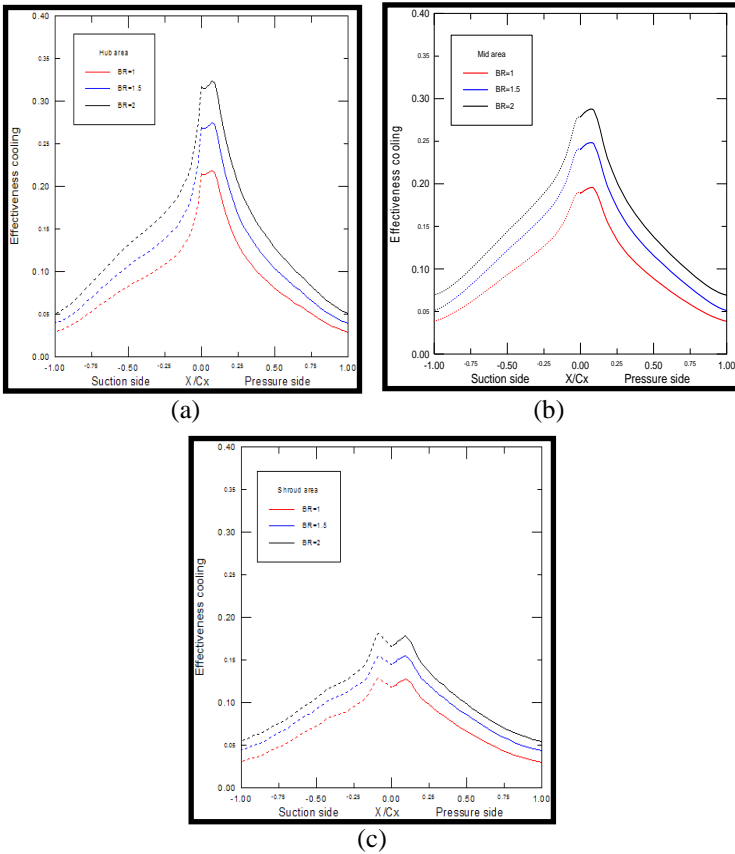 0.40
0.35
0.30
0.25
0.20
0.15
0.10
0.05
0.00
Effectiveness cooling
Hub area
BR=1
BR=1.5
BR=2
-1.00 -0.75 -0.50 -0.25 0.00 0.25 0.50 0.75 1.00
Suction side X/Cx Pressure side
(a)
0.40
0.35
0.30
0.25
0.20
0.15
0.10
0.05
0.00
Effectiveness cooling
Mid area
BR=1
BR=1.5
BR=2
-1.00 -0.75 -0.50 -0.25 0.00 0.25 0.50 0.75 1.00
Suction side X/Cx Pressure side
(b)
0.40
0.35
0.30
0.25
0.20
0.15
0.10
0.05
0.00
Effectiveness cooling
Shroud area
BR=1
BR=1.5
BR=2
-1.00 -0.75 -0.50 -0.25 0.00 0.25 0.50 0.75 1.00
Suction side X/Cx Pressure side
(c)